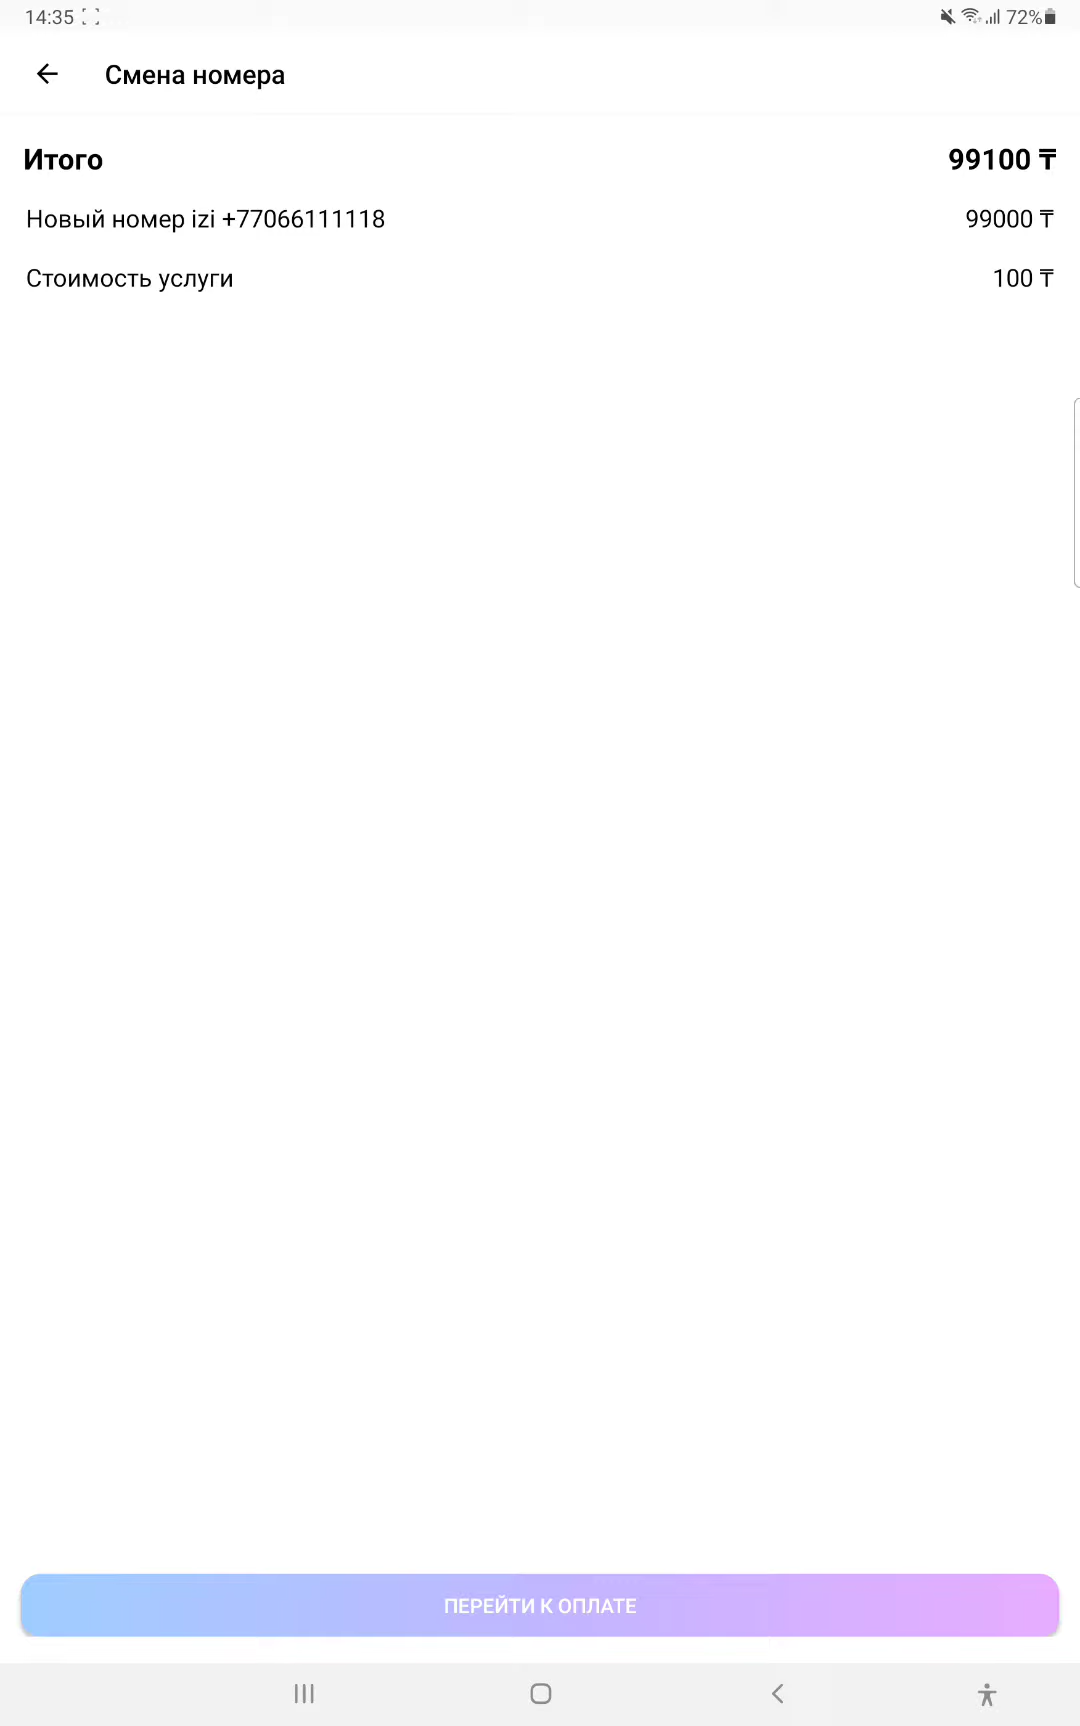 14:35 72%
Смена номера
Итого 99100 ₸
Новый номер izi +77066111118 99000 ₸
Стоимость услуги 100 ₸
ПЕРЕЙТИ К ОПЛАТЕ